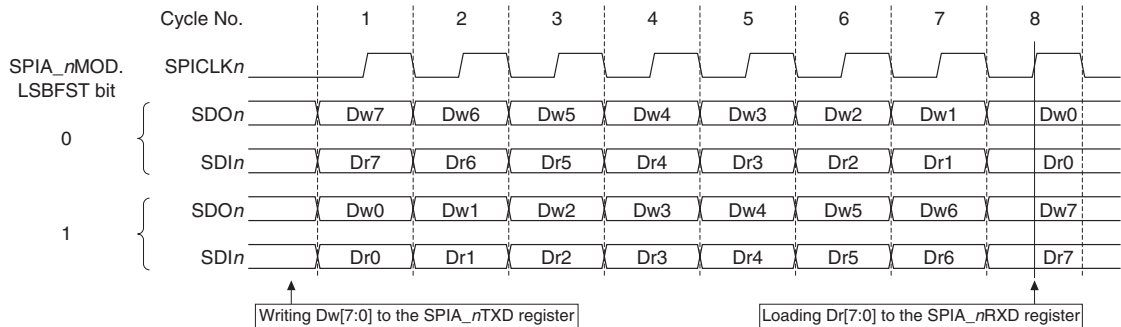 Cycle No. 1 2 3 4 5 6 7 8
SPIA_nMOD.
LSBFST bit
SPICLKn
0
SDOn Dw7 Dw6 Dw5 Dw4 Dw3 Dw2 Dw1 Dw0
SDIn Dr7 Dr6 Dr5 Dr4 Dr3 Dr2 Dr1 Dr0
1
SDOn Dw0 Dw1 Dw2 Dw3 Dw4 Dw5 Dw6 Dw7
SDIn Dr0 Dr1 Dr2 Dr3 Dr4 Dr5 Dr6 Dr7
Writing Dw[7:0] to the SPIA_nTXD register
Loading Dr[7:0] to the SPIA_nRXD register